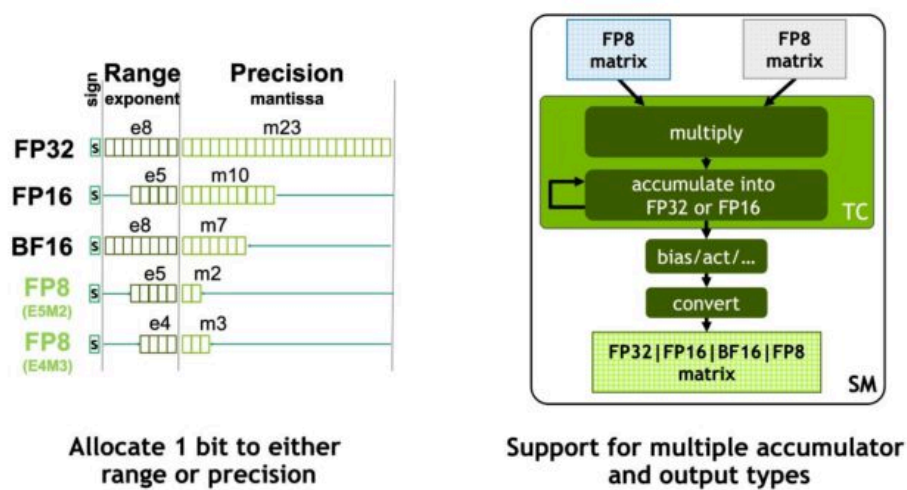 sign
Range
exponent
Precision
mantissa
FP32
s
e8
m23
FP16
s
e5
m10
BF16
s
e8
m7
FP8
(E5M2)
s
e5
m2
FP8
(E4M3)
s
e4
m3
Allocate 1 bit to either
range or precision
FP8
matrix
FP8
matrix
multiply
accumulate into
FP32 or FP16
TC
bias/act/...
convert
FP32|FP16|BF16|FP8
matrix
SM
Support for multiple accumulator
and output types